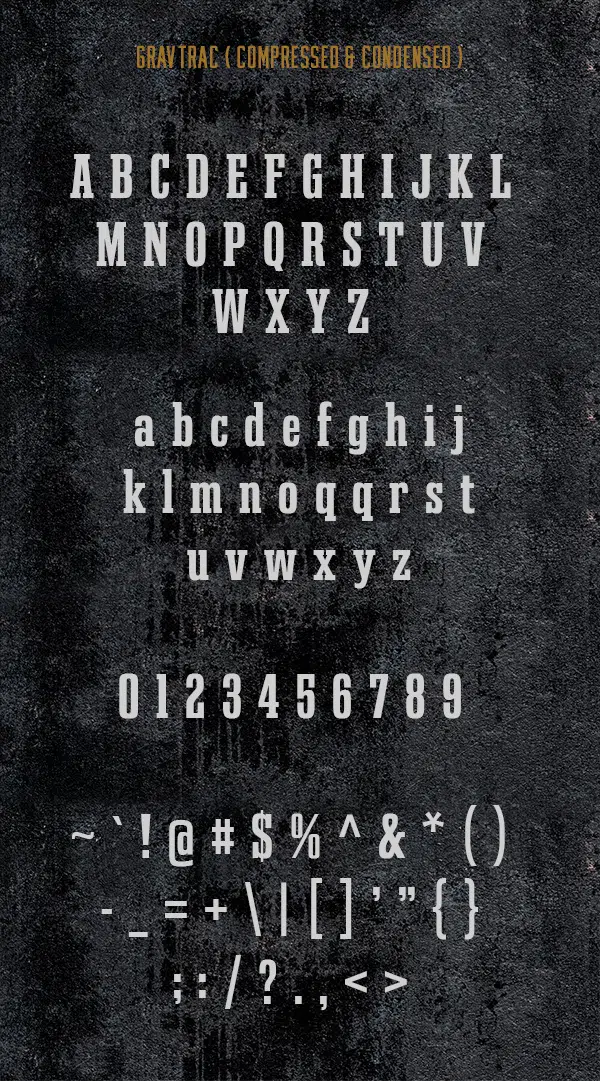 GRAVTRAC ( COMPRESSED & CONDENSED )
A B C D E F G H I J K L
M N O P Q R S T U V
W X Y Z
a b c d e f g h i j
k l m n o q q r s t
u v w x y z
0 1 2 3 4 5 6 7 8 9
~ ` ! @ # $ % ^ & * ( )
- _ = + \ | [ ] ’ ” { }
; : / ? . , < >